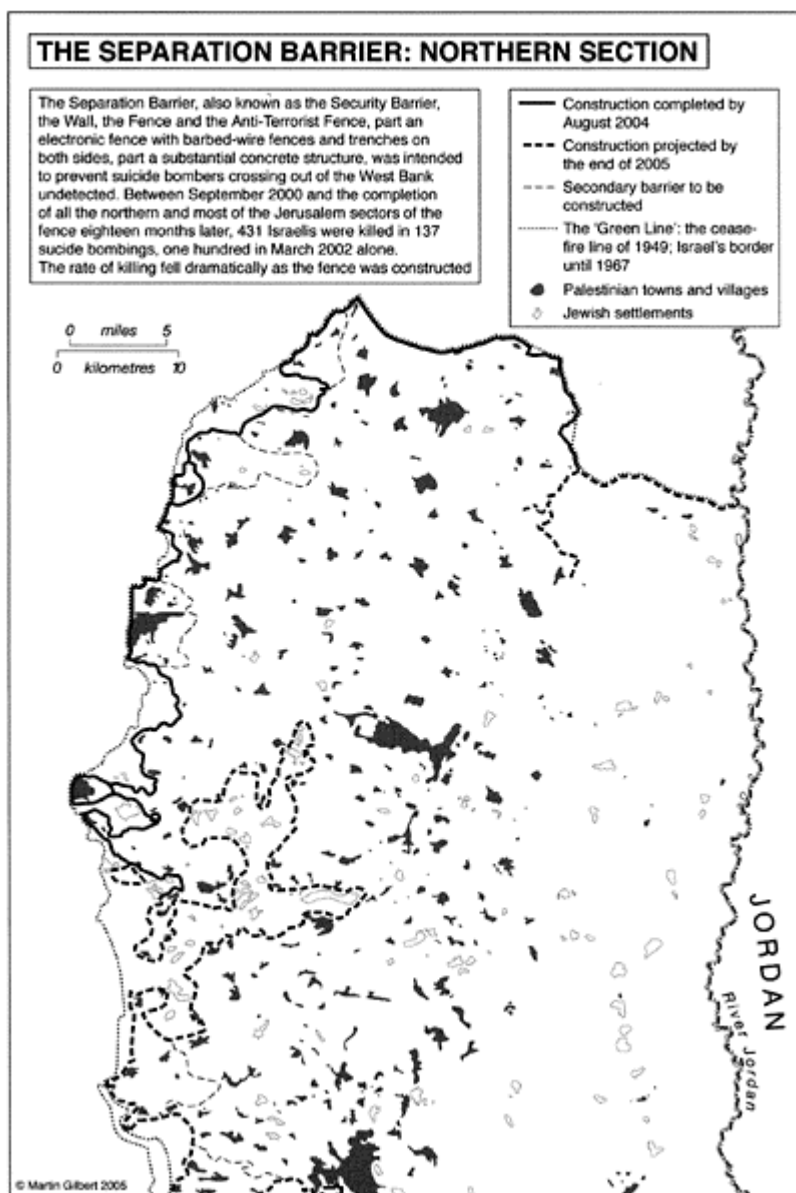 THE SEPARATION BARRIER: NORTHERN SECTION
The Separation Barrier, also known as the Security Barrier,
the Wall, the Fence and the Anti-Terrorist Fence, part an
electronic fence with barbed-wire fences and trenches on
both sides, part a substantial concrete structure, was intended
to prevent suicide bombers crossing out of the West Bank
undetected. Between September 2000 and the completion
of all the northern and most of the Jerusalem sectors of the
fence eighteen months later, 431 Israelis were killed in 137
sucide bombings, one hundred in March 2002 alone.
The rate of killing fell dramatically as the fence was constructed
Construction completed by
August 2004
Construction projected by
the end of 2005
Secondary barrier to be
constructed
The 'Green Line': the cease-
fire line of 1949; Israel's border
until 1967
Palestinian towns and villages
Jewish settlements
0 miles 5
0 kilometres 10
JORDAN
River Jordan
© Martin Gilbert 2005